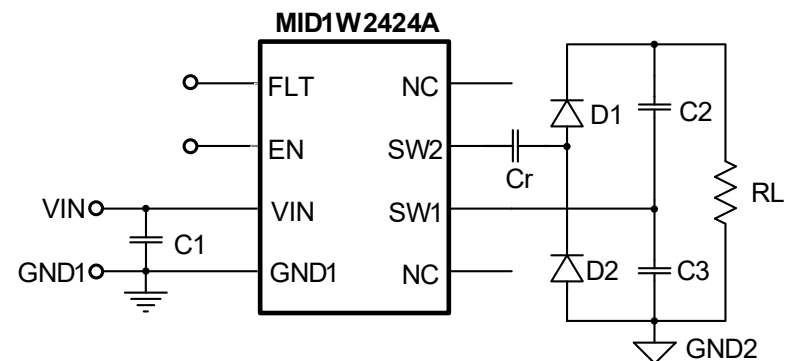 MID1W2424A
FLT
NC
D1
C2
EN
SW2
Cr
RL
VIN
VIN
SW1
C1
GND1
GND1
NC
D2
C3
GND2